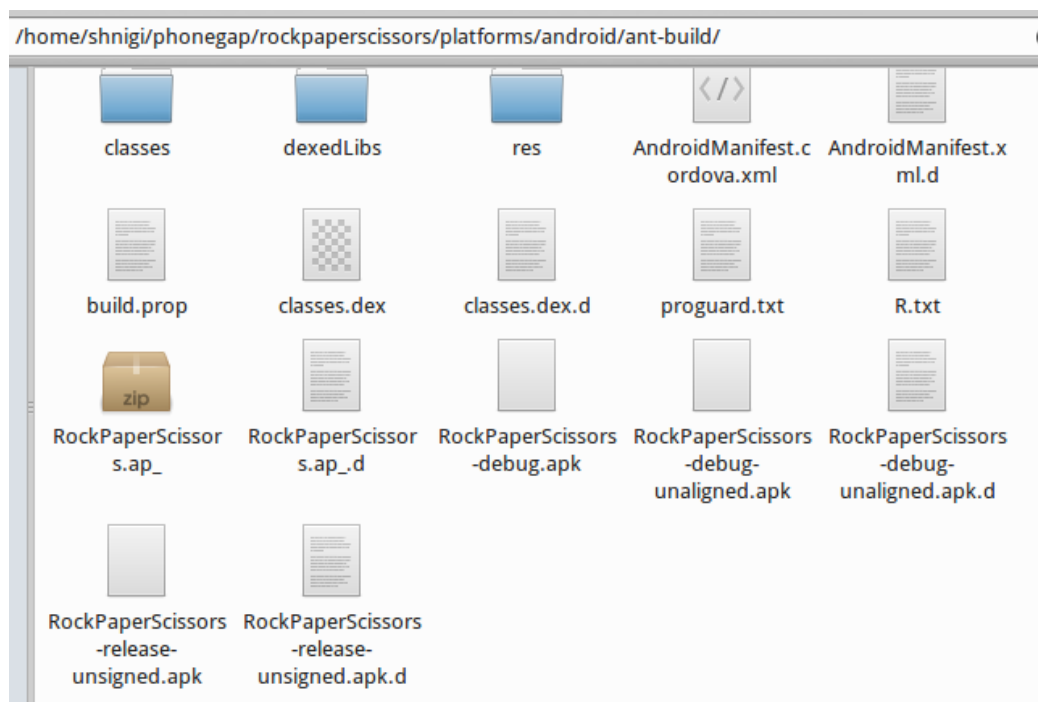 /home/shnigi/phonegap/rockpaperscissors/platforms/android/ant-build/
classes
dexedLibs
res
AndroidManifest.c
ordova.xml
AndroidManifest.x
ml.d
build.prop
classes.dex
classes.dex.d
proguard.txt
R.txt
zip
RockPaperScissor
s.ap_
RockPaperScissor
s.ap_.d
RockPaperScissors
-debug.apk
RockPaperScissors
-debug-
unaligned.apk
RockPaperScissors
-debug-
unaligned.apk.d
RockPaperScissors
-release-
unsigned.apk
RockPaperScissors
-release-
unsigned.apk.d